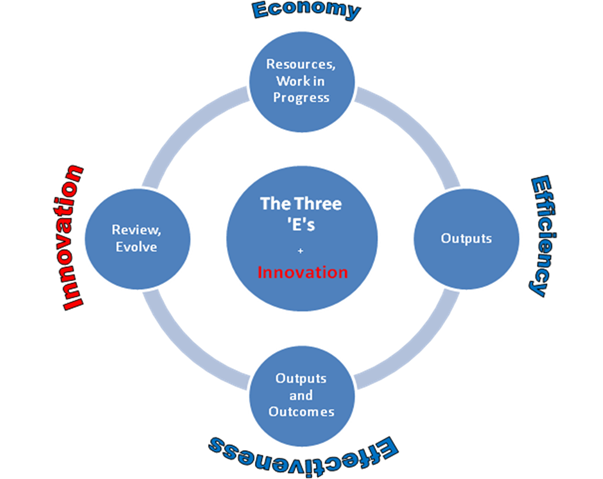 Economy
Resources,
Work in
Progress
Innovation
Review,
Evolve
The Three
'E's
+
Innovation
Outputs
Efficiency
Outputs
and
Outcomes
Effectiveness